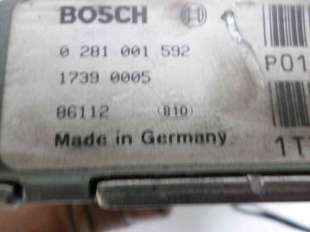 BOSCH
0 281 001 592
1739 0005
P01
86112 810
Made in Germany
1T